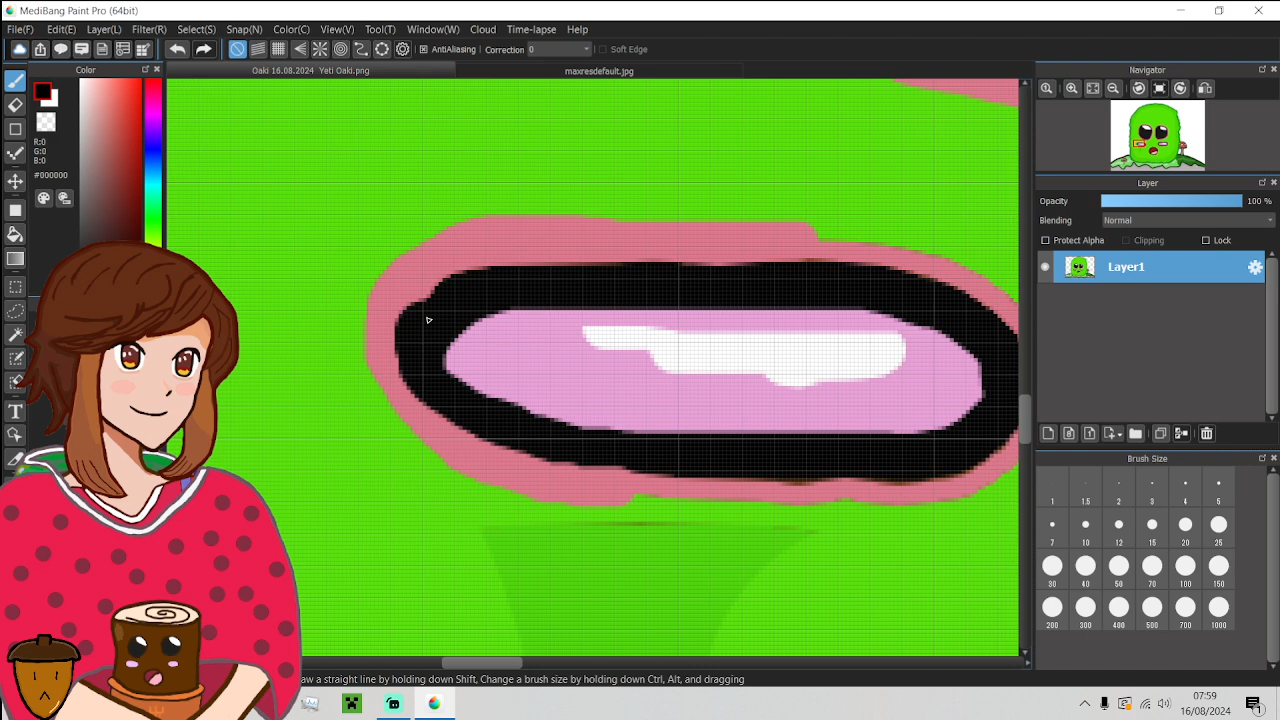 MediBang Paint Pro (64bit)
File(F) Edit(E) Layer(L) Filter(R) Select(S) Snap(N) Color(C) View(V) Tool(T) Window(W) Cloud Time-lapse Help
AntiAliasing Correction 0 Soft Edge
Color Oaki 16.08.2024 Yeti Oaki.png maxresdefault.jpg Navigator
R:0
G:0
B:0
#000000
Layer
Opacity 100 %
Blending Normal
Protect Alpha Clipping Lock
Layer1
T
Brush Size
1 1.5 2 3 4 5
7 10 12 15 20 25
30 40 50 70 100 150
200 300 400 500 700 1000
aw a straight line by holding down Shift, Change a brush size by holding down Ctrl, Alt, and dragging
07:59
16/08/2024
1